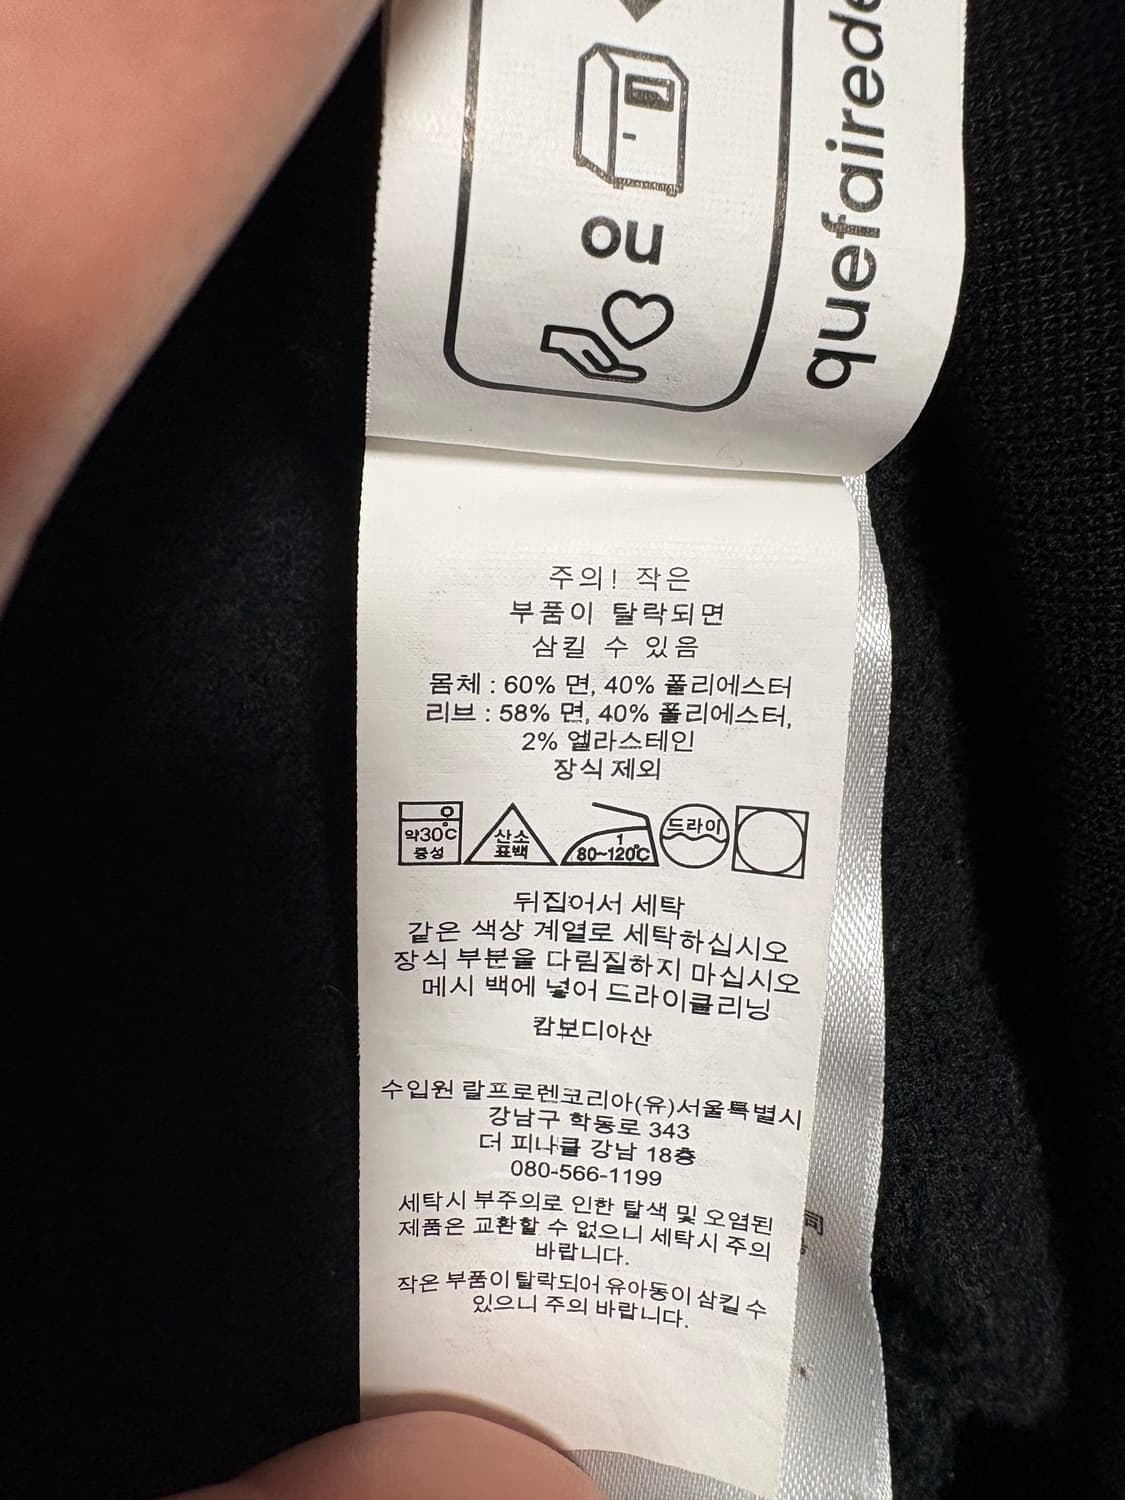 ou
quefairede
주의! 작은
부품이 탈락되면
삼킬 수 있음
몸체 : 60% 면, 40% 폴리에스터
리브 : 58% 면, 40% 폴리에스터,
2% 엘라스테인
장식 제외
약30℃
중성
산소
표백
1
80~120℃
드라이
뒤집어서 세탁
같은 색상 계열로 세탁하십시오
장식 부분을 다림질하지 마십시오
메시 백에 넣어 드라이클리닝
캄보디아산
수입원 랄프로렌코리아(유)서울특별시
강남구 학동로 343
더 피나클 강남 18층
080-566-1199
세탁시 부주의로 인한 탈색 및 오염된
제품은 교환할 수 없으니 세탁시 주의
바랍니다.
작은 부품이 탈락되어 유아동이 삼킬 수
있으니 주의 바랍니다.